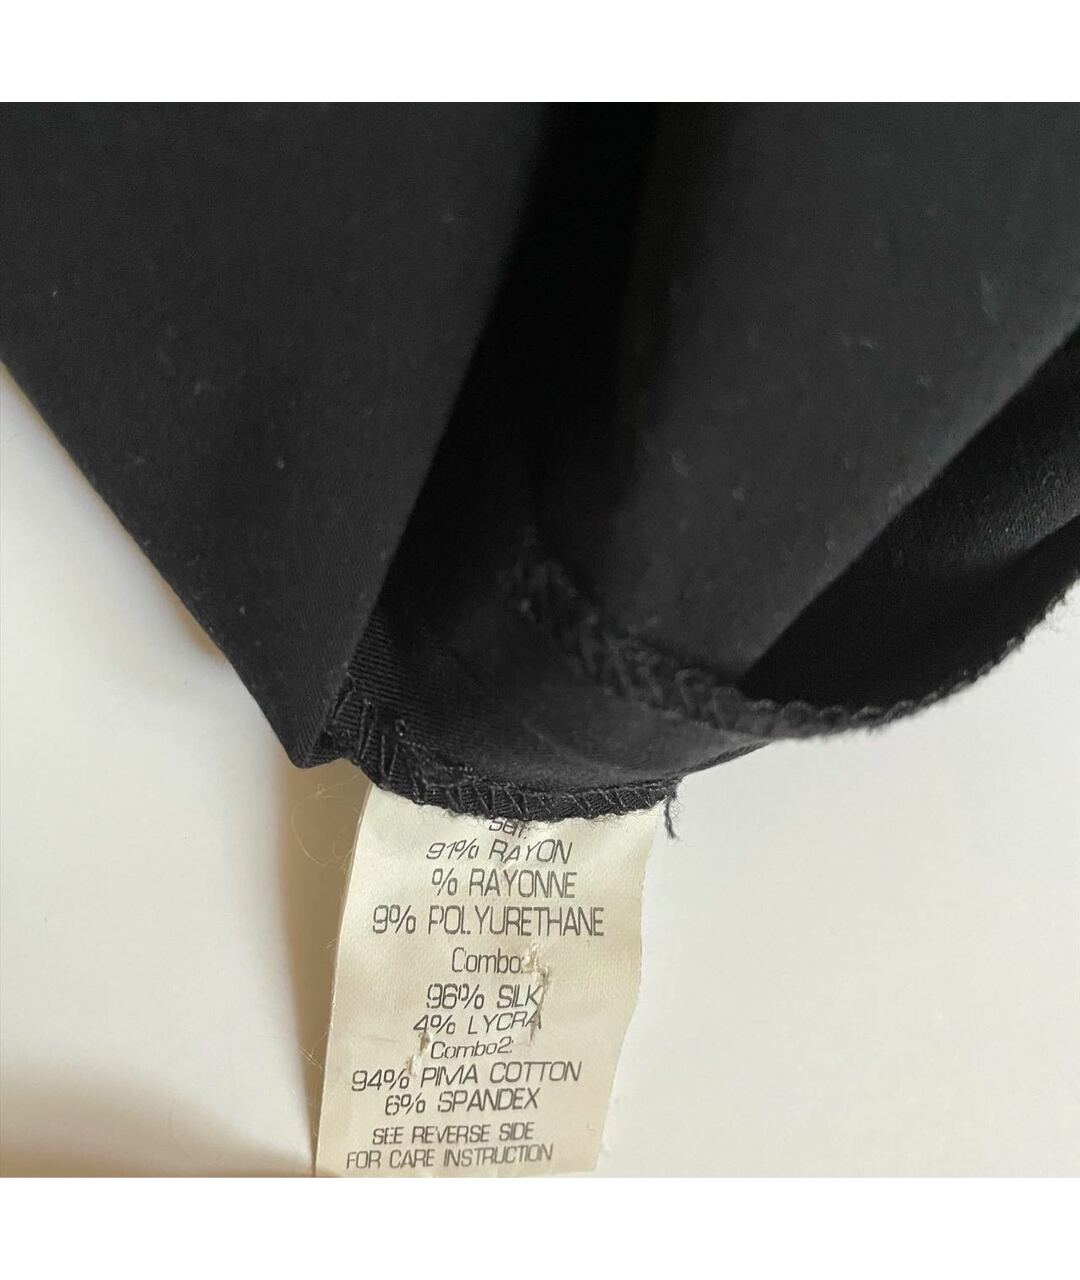 Self:
91% RAYON
% RAYONNE
9% POLYURETHANE
Combo:
96% SILK
4% LYCRA
Combo2:
94% PIMA COTTON
6% SPANDEX
SEE REVERSE SIDE
FOR CARE INSTRUCTION